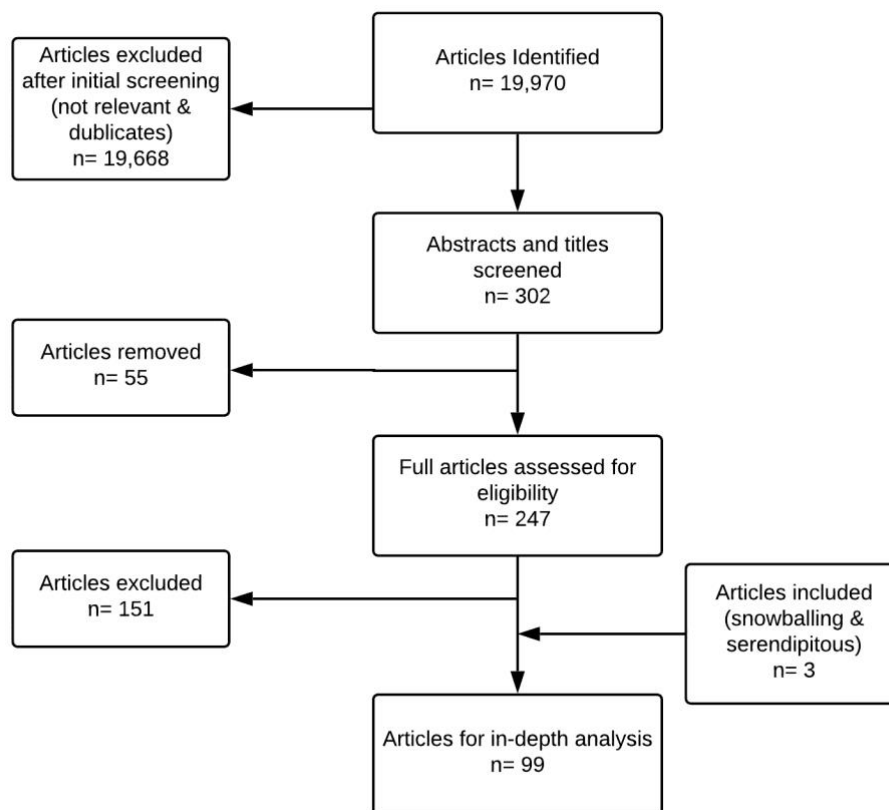 Articles excluded
after initial screening
(not relevant &
dublicates)
n= 19,668
Articles Identified
n= 19,970
Abstracts and titles
screened
n= 302
Articles removed
n= 55
Full articles assessed for
eligibility
n= 247
Articles excluded
n= 151
Articles included
(snowballing &
serendipitous)
n= 3
Articles for in-depth analysis
n= 99